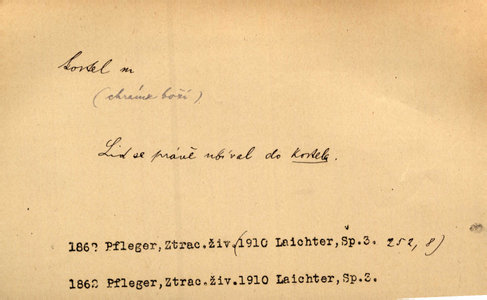 kostel m
(chrám boží)
Lid se právě ubíral do kostela.
1862 Pfleger, Ztrac.živ.(1910 Laichter, Sp.3. 252, 8)
1862 Pfleger, Ztrac.živ.1910 Laichter, Sp.3.